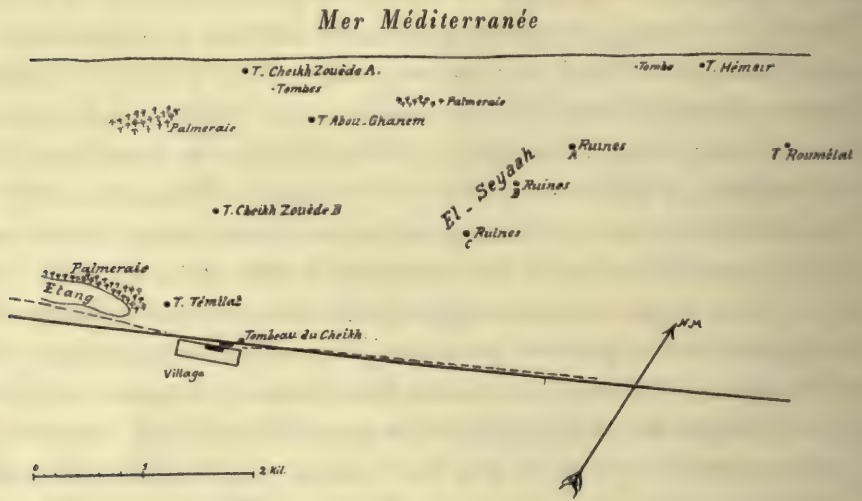 Mer Méditerranée
T. Cheikh Zouède A.
Tombes
Palmeraie
Palmeraie
T Abou-Ghanem
Tombe
T. Hémeir
A Ruines
T Roumélat
B Ruines
El-Seyaah
C Ruines
T. Cheikh Zouède B
Palmeraie
Etang
T. Témilat
Tombeau du Cheikh.
Village
N.M
0 1 2 Kil.